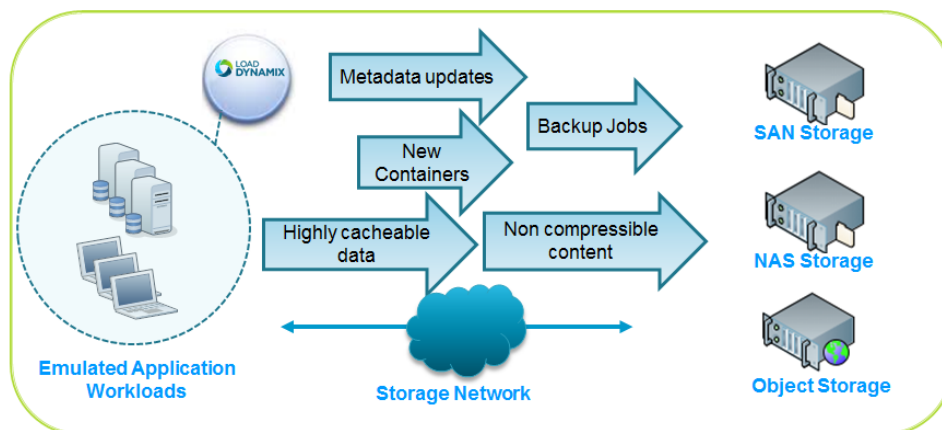 LOAD
DYNAMIX
Metadata updates
Backup Jobs
New
Containers
Highly cacheable
data
Non compressible
content
SAN Storage
NAS Storage
Object Storage
Emulated Application
Workloads
Storage Network